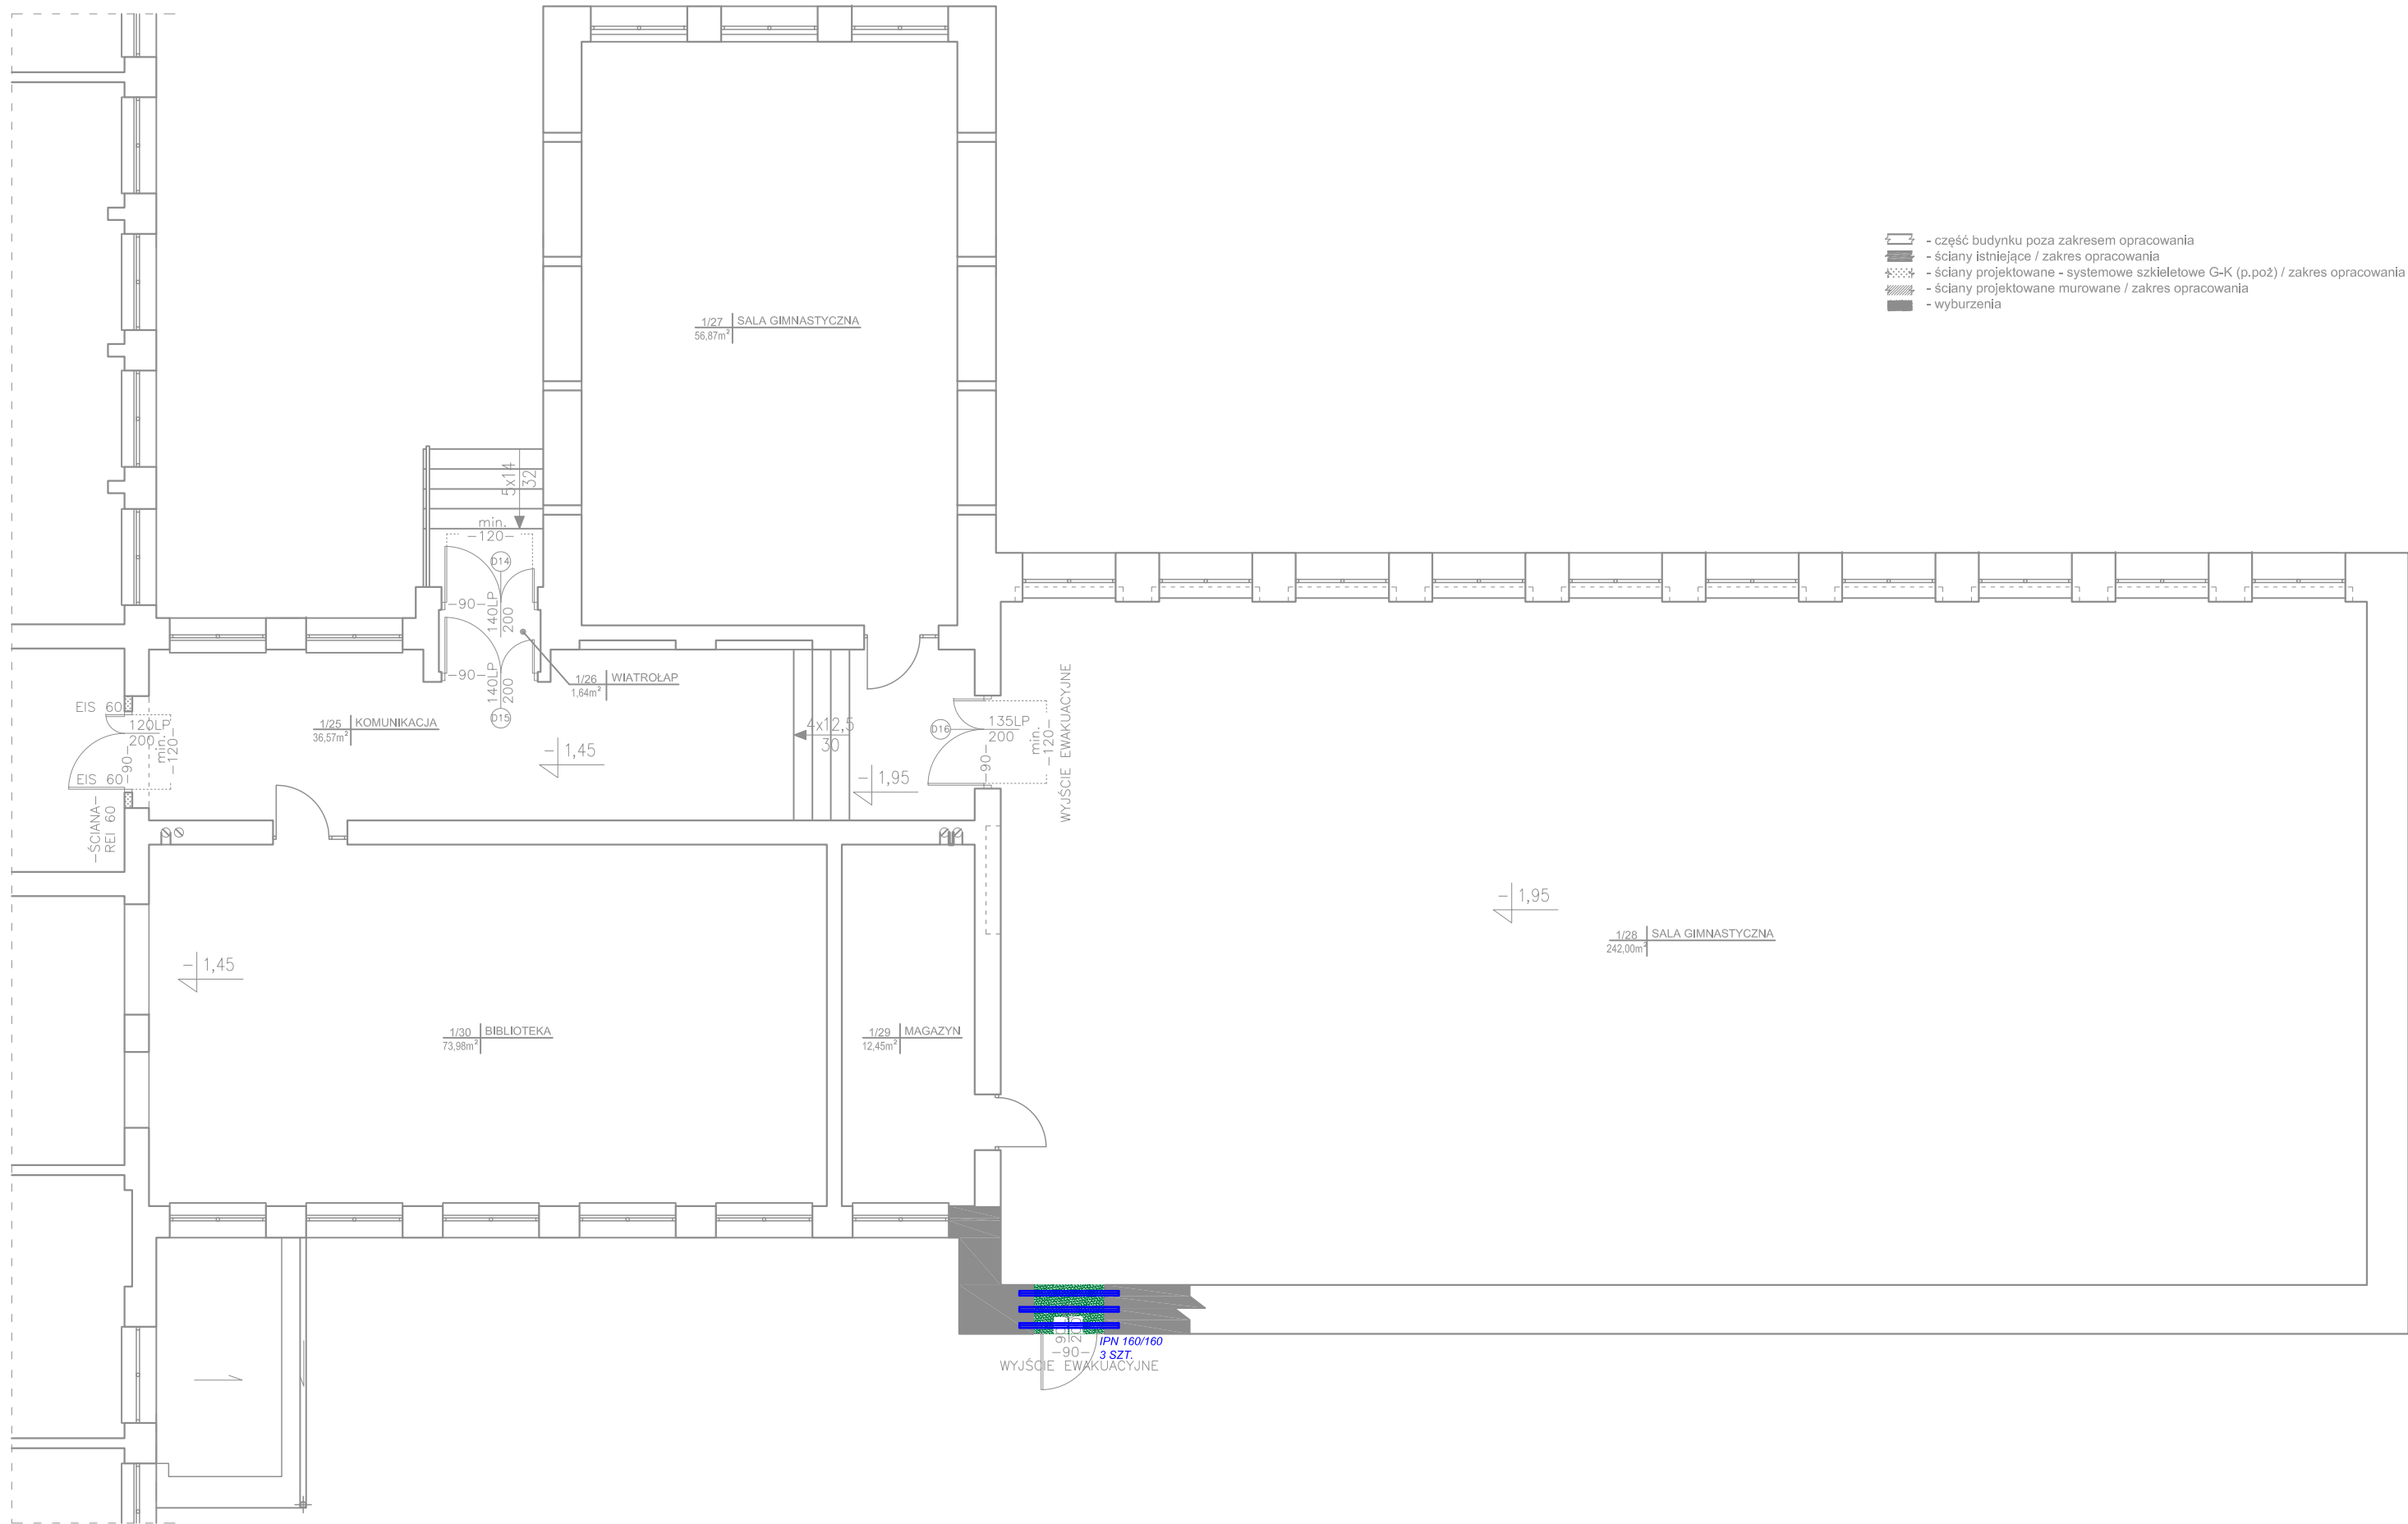 - część budynku poza zakresem opracowania
- ściany istniejące / zakres opracowania
- ściany projektowane - systemowe szkieletowe G-K (p.poż) / zakres opracowania
- ściany projektowane murowane / zakres opracowania
- wyburzenia
1/27 SALA GIMNASTYCZNA
56,87m²
5x14
32
min.
-120-
D14
-90-
140LP
200
-90-
140LP
200
D15
1/26 WIATROŁAP
1,64m²
EIS 60
120LP
200
-90-
min.
-120-
EIS 60
-ŚCIANA-
REI 60
1/25 KOMUNIKACJA
36,57m²
- 1,45
4x12,5
30
- 1,95
D16
135LP
200
-90-
min.
-120-
WYJŚCIE EWAKUACYJNE
- 1,95
1/28 SALA GIMNASTYCZNA
242,00m²
- 1,45
1/30 BIBLIOTEKA
73,98m²
1/29 MAGAZYN
12,45m²
90
200
-90-
IPN 160/160
3 SZT.
WYJŚCIE EWAKUACYJNE